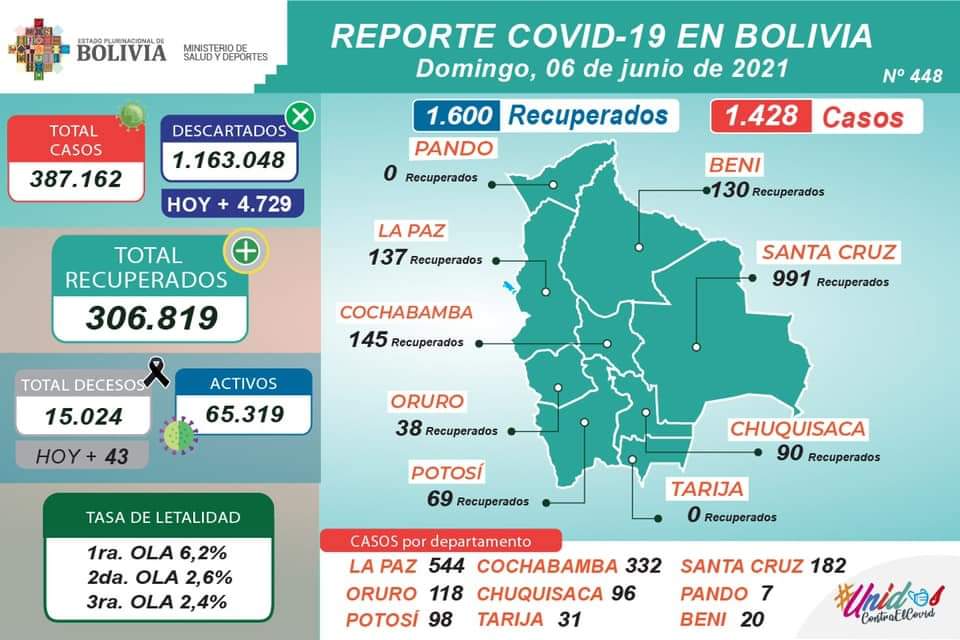 ESTADO PLURINACIONAL DE
BOLIVIA
MINISTERIO DE
SALUD Y DEPORTES
REPORTE COVID-19 EN BOLIVIA
Domingo, 06 de junio de 2021
Nº 448
TOTAL
CASOS
387.162
DESCARTADOS
1.163.048
HOY + 4.729
TOTAL
RECUPERADOS
306.819
TOTAL DECESOS
15.024
HOY + 43
ACTIVOS
65.319
TASA DE LETALIDAD
1ra. OLA 6,2%
2da. OLA 2,6%
3ra. OLA 2,4%
1.600 Recuperados
1.428 Casos
PANDO
0 Recuperados
BENI
130 Recuperados
LA PAZ
137 Recuperados
SANTA CRUZ
991 Recuperados
COCHABAMBA
145 Recuperados
ORURO
38 Recuperados
CHUQUISACA
90 Recuperados
POTOSÍ
69 Recuperados
TARIJA
0 Recuperados
CASOS por departamento
LA PAZ 544 COCHABAMBA 332 SANTA CRUZ 182
ORURO 118 CHUQUISACA 96 PANDO 7
POTOSÍ 98 TARIJA 31 BENI 20
#Unidos
ContraElCovid